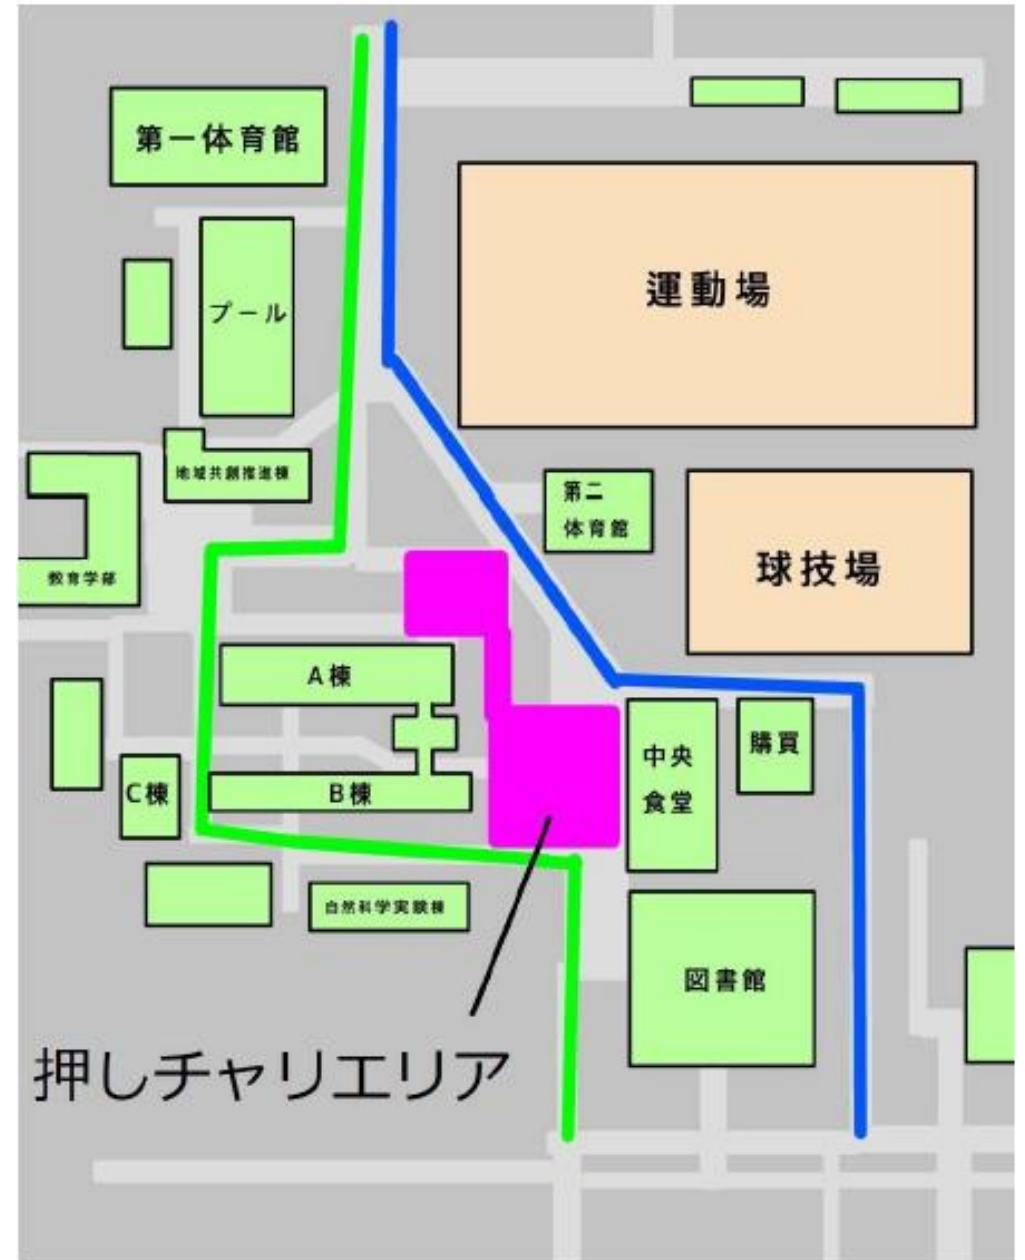 第一体育館
運動場
プール
地域共創推進棟
第二
体育館
教育学部
球技場
A棟
購買
中央
食堂
C棟
B棟
自然科学実験棟
図書館
押しチャリエリア